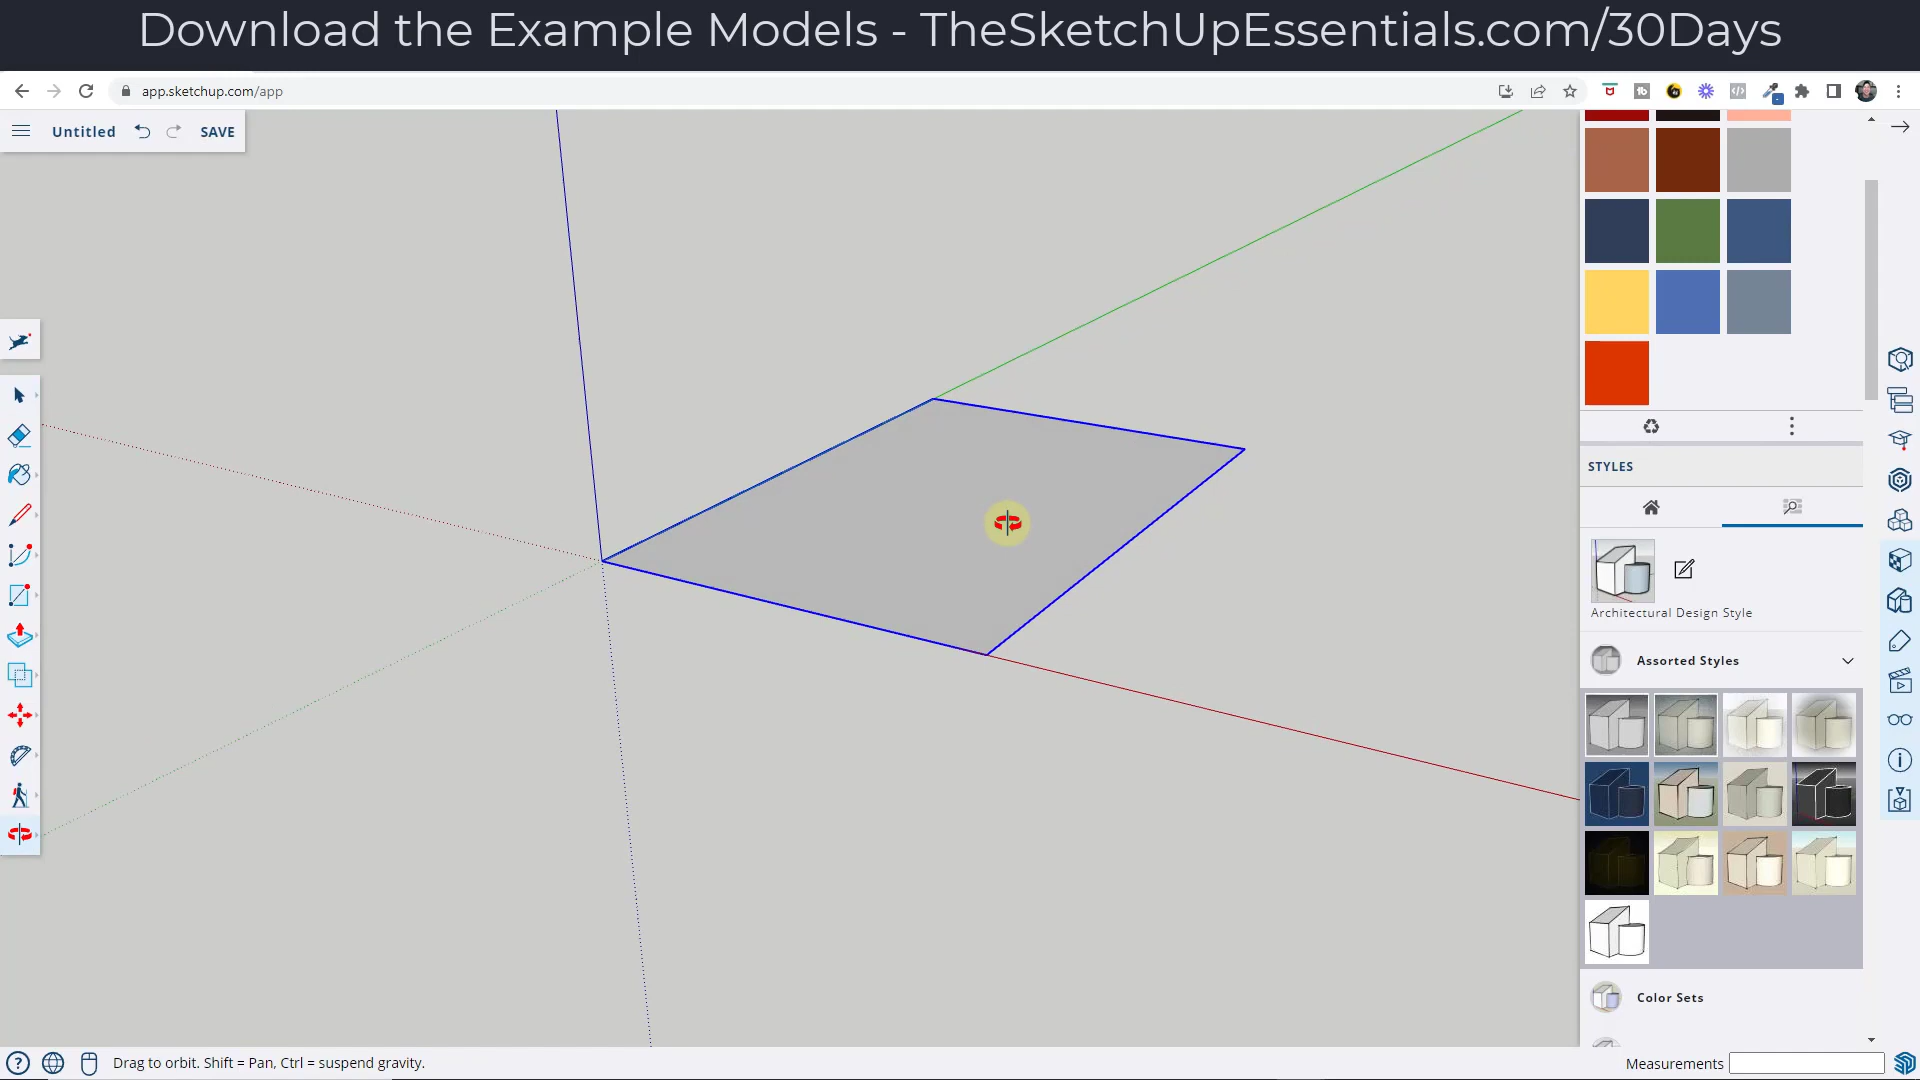 Download the Example Models - TheSketchUpEssentials.com/30Days
app.sketchup.com/app
Untitled
SAVE
STYLES
Architectural Design Style
Assorted Styles
Color Sets
Drag to orbit. Shift = Pan, Ctrl = suspend gravity.
Measurements